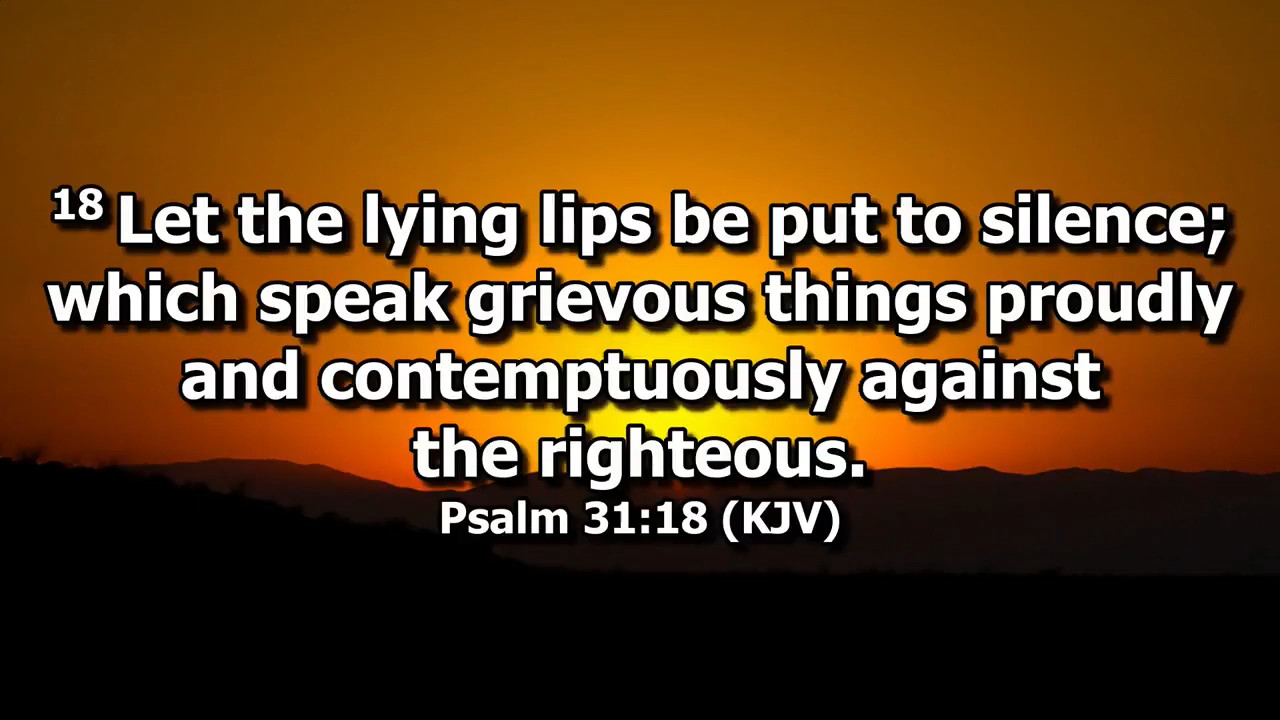 18 Let the lying lips be put to silence;
which speak grievous things proudly
and contemptuously against
the righteous.
Psalm 31:18 (KJV)